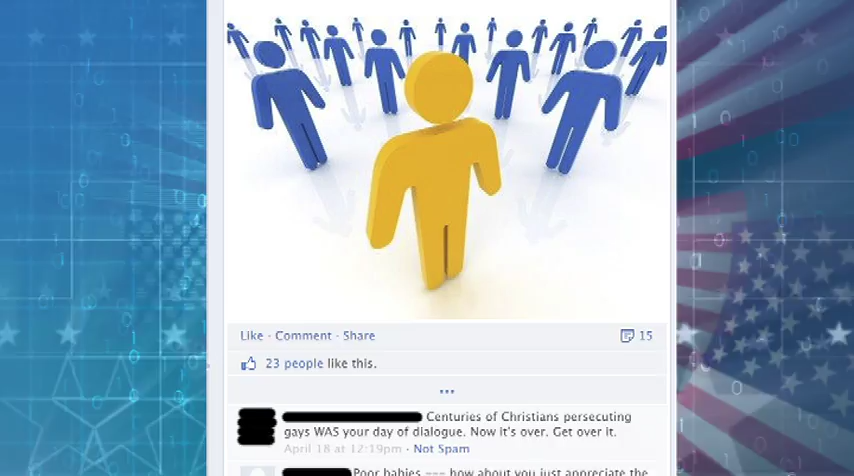 Like · Comment · Share
15
23 people like this.
...
Centuries of Christians persecuting
gays WAS your day of dialogue. Now it's over. Get over it.
April 18 at 12:19pm · Not Spam
Poor babies --- how about you just appreciate the